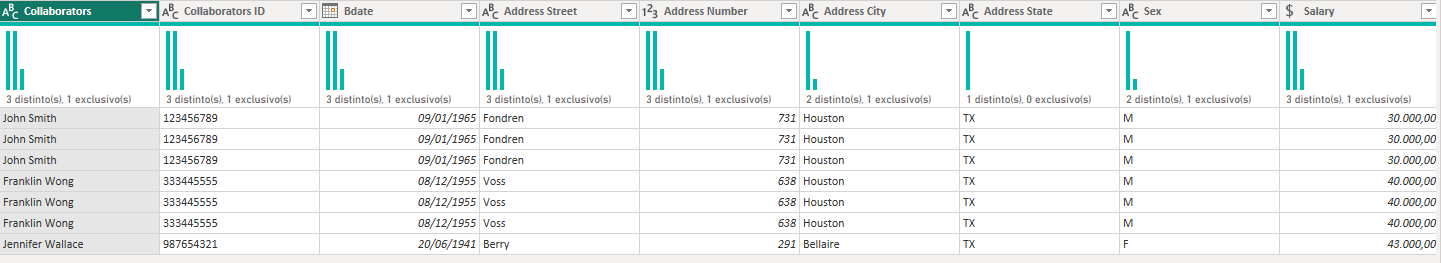 Collaborators Collaborators ID Bdate Address Street Address Number Address City Address State Sex Salary
3 distinto(s), 1 exclusivo(s) 3 distinto(s), 1 exclusivo(s) 3 distinto(s), 1 exclusivo(s) 3 distinto(s), 1 exclusivo(s) 3 distinto(s), 1 exclusivo(s) 2 distinto(s), 1 exclusivo(s) 1 distinto(s), 0 exclusivo(s) 2 distinto(s), 1 exclusivo(s) 3 distinto(s), 1 exclusivo(s)
John Smith 123456789 09/01/1965 Fondren 731 Houston TX M 30.000,00
John Smith 123456789 09/01/1965 Fondren 731 Houston TX M 30.000,00
John Smith 123456789 09/01/1965 Fondren 731 Houston TX M 30.000,00
Franklin Wong 333445555 08/12/1955 Voss 638 Houston TX M 40.000,00
Franklin Wong 333445555 08/12/1955 Voss 638 Houston TX M 40.000,00
Franklin Wong 333445555 08/12/1955 Voss 638 Houston TX M 40.000,00
Jennifer Wallace 987654321 20/06/1941 Berry 291 Bellaire TX F 43.000,00